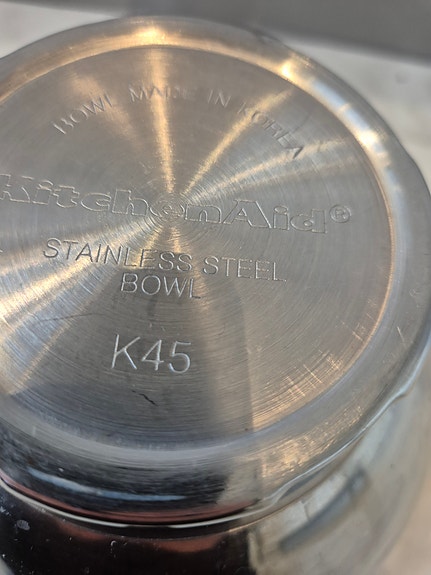 BOWL MADE IN KOREA
KitchenAid®
STAINLESS STEEL
BOWL
K45